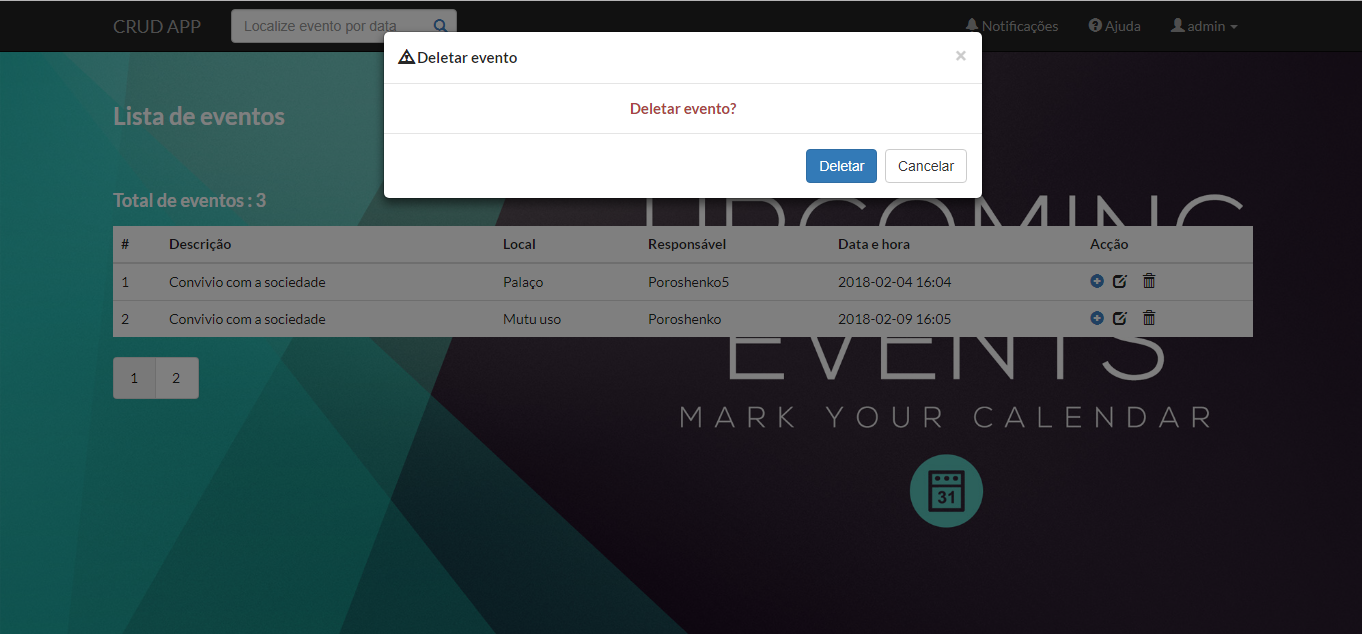 CRUD APP Localize evento por data Notificações Ajuda admin
Deletar evento ×
Deletar evento?
Deletar Cancelar
Lista de eventos
Total de eventos : 3
UPCOMING
# Descrição Local Responsável Data e hora Acção
1 Convivio com a sociedade Palaço Poroshenko5 2018-02-04 16:04
2 Convivio com a sociedade Mutu uso Poroshenko 2018-02-09 16:05
EVENTS
1 2
MARK YOUR CALENDAR
31